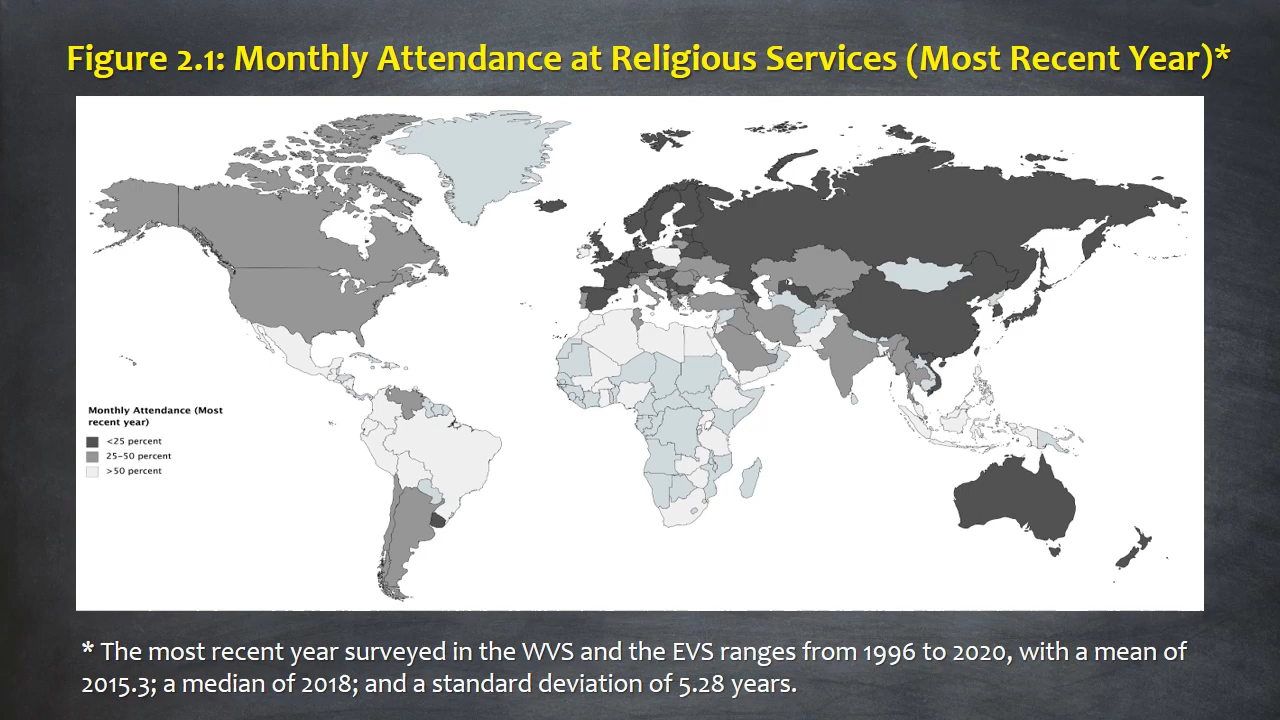 Figure 2.1: Monthly Attendance at Religious Services (Most Recent Year)*
Monthly Attendance (Most
recent year)
<25 percent
25-50 percent
>50 percent
* The most recent year surveyed in the WVS and the EVS ranges from 1996 to 2020, with a mean of
2015.3; a median of 2018; and a standard deviation of 5.28 years.